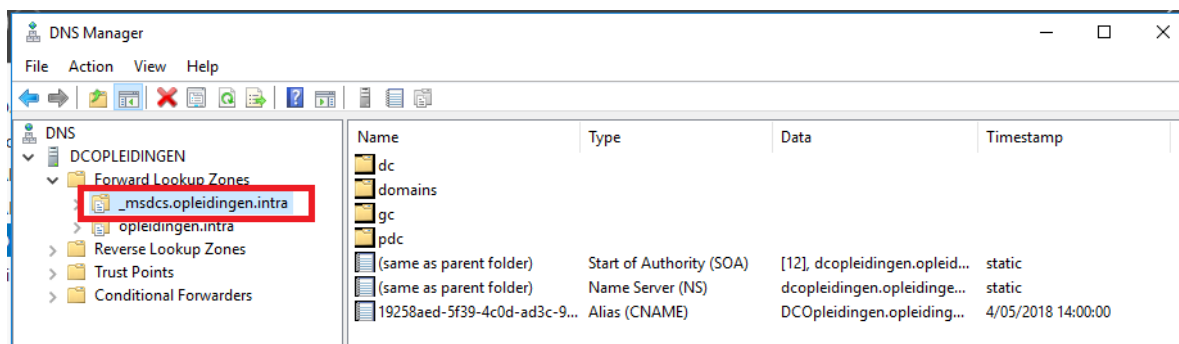 DNS Manager
File Action View Help
DNS
DCOPLEIDINGEN
Forward Lookup Zones
_msdcs.opleidingen.intra
opleidingen.intra
Reverse Lookup Zones
Trust Points
Conditional Forwarders
Name Type Data Timestamp
dc
domains
gc
pdc
(same as parent folder) Start of Authority (SOA) [12], dcopleidingen.opleid... static
(same as parent folder) Name Server (NS) dcopleidingen.opleidinge... static
19258aed-5f39-4c0d-ad3c-9... Alias (CNAME) DCOpleidingen.opleiding... 4/05/2018 14:00:00